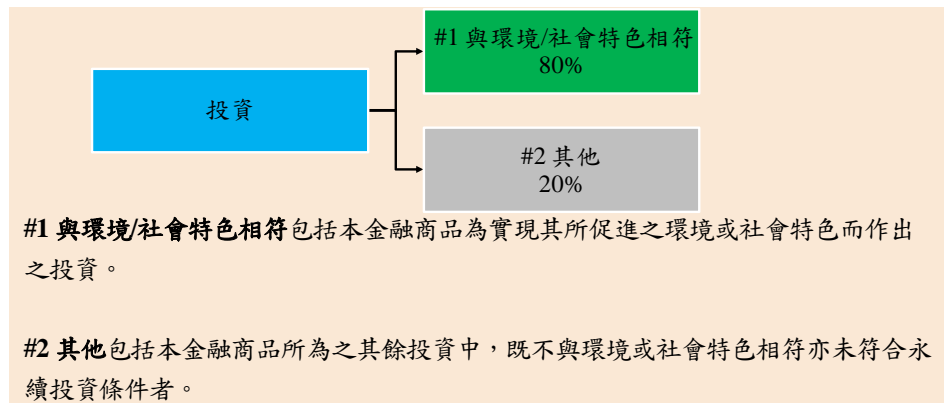 #1 與環境/社會特色相符
80%
投資
#2 其他
20%
#1 與環境/社會特色相符包括本金融商品為實現其所促進之環境或社會特色而作出
之投資。
#2 其他包括本金融商品所為之其餘投資中，既不與環境或社會特色相符亦未符合永
續投資條件者。